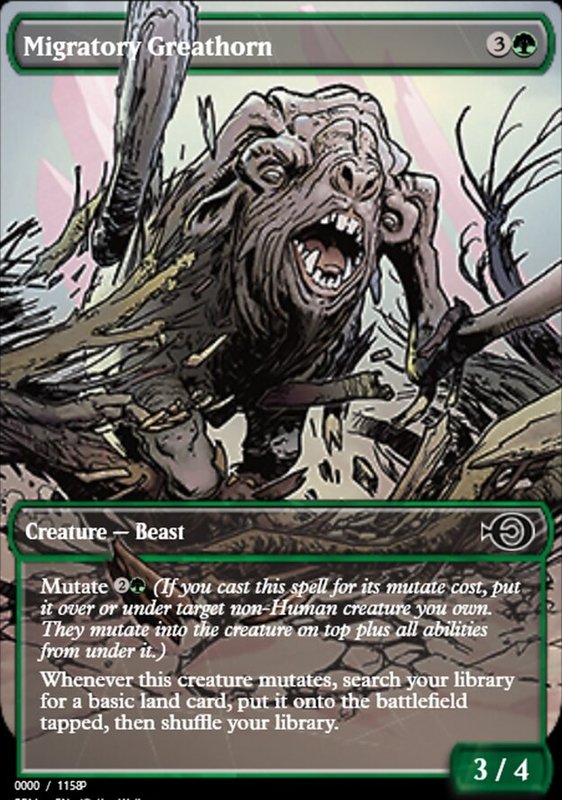 Migratory Greathorn 3
Creature — Beast
Mutate 2 (If you cast this spell for its mutate cost, put
it over or under target non-Human creature you own.
They mutate into the creature on top plus all abilities
from under it.)
Whenever this creature mutates, search your library
for a basic land card, put it onto the battlefield
tapped, then shuffle your library.
3 / 4
0000 / 1158P